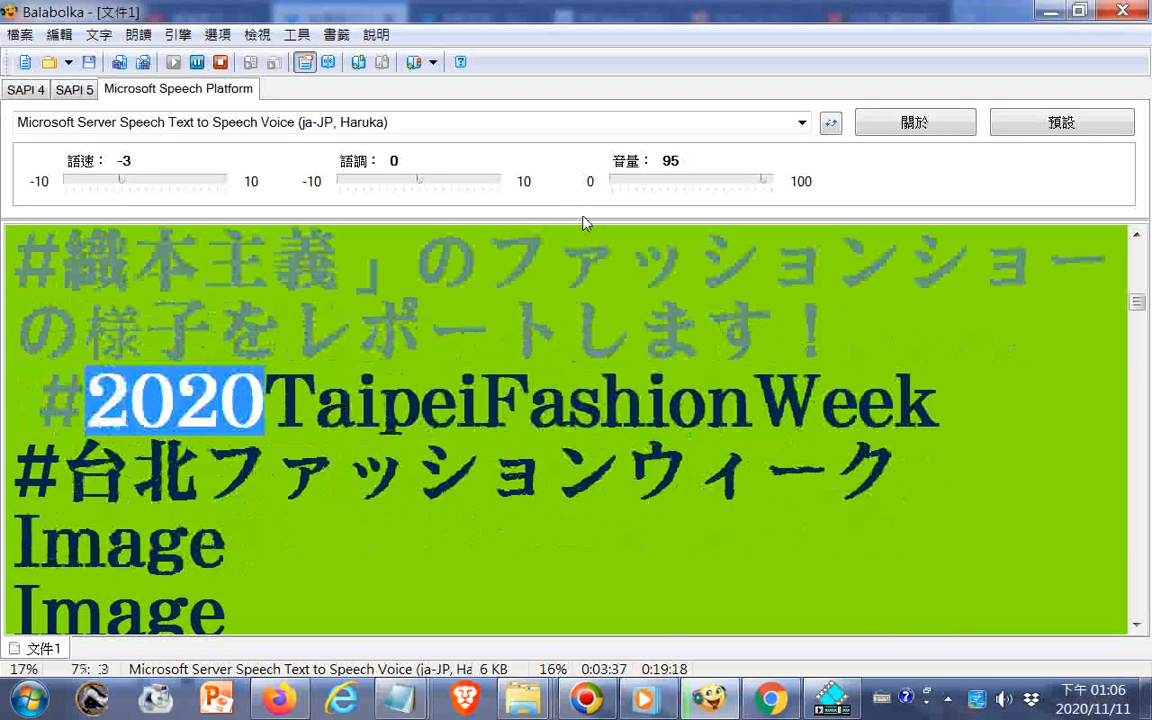 Balabolka - [文件1]
檔案 編輯 文字 朗讀 引擎 選項 檢視 工具 書籤 說明
SAPI 4 SAPI 5 Microsoft Speech Platform
Microsoft Server Speech Text to Speech Voice (ja-JP, Haruka) 關於 預設
語速： -3 語調： 0 音量： 95
-10 10 -10 10 0 100
#織本主義」のファッションショー
の様子をレポートします！
#2020TaipeiFashionWeek
#台北ファッションウィーク
Image
Image
文件1
17% Microsoft Server Speech Text to Speech Voice (ja-JP, Ha 6 KB 16% 0:03:37 0:19:18
下午 01:06
2020/11/11